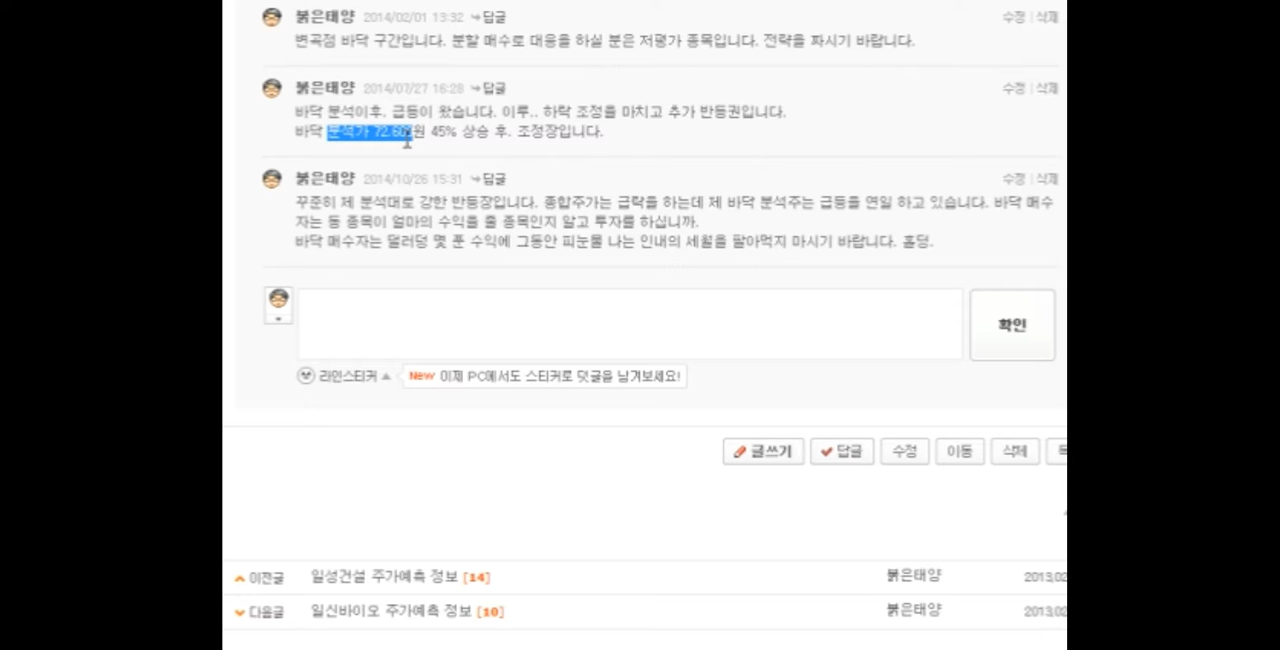 붉은태양 2014/02/01 13:32 답글 수정 | 삭제
변곡점 바닥 구간입니다. 분할 매수로 대응을 하실 분은 저평가 종목입니다. 전략을 짜시기 바랍니다.
붉은태양 2014/07/27 16:28 답글 수정 | 삭제
바닥 분석이후. 급등이 왔습니다. 이후.. 하락 조정을 마치고 추가 반등권입니다.
바닥 분석가 45% 상승 후. 조정장입니다.
붉은태양 2014/10/26 15:31 답글 수정 | 삭제
꾸준히 제 분석대로 강한 반등장입니다. 종합주가는 급락을 하는데 제 바닥 분석주는 급등을 연일 하고 있습니다. 바닥 매수
자는 동 종목이 얼마의 수익을 줄 종목인지 알고 투자를 하십니까.
바닥 매수자는 덜러덩 몇 푼 수익에 그동안 피눈물 나는 인내의 세월을 팔아먹지 마시기 바랍니다. 홀딩.
확인
라인스티커 New 이제 PC에서도 스티커로 덧글을 남겨보세요!
글쓰기 답글 수정 이동 삭제
이전글 일성건설 주가예측 정보 [14] 붉은태양 2013.02
다음글 일신바이오 주가예측 정보 [10] 붉은태양 2013.02